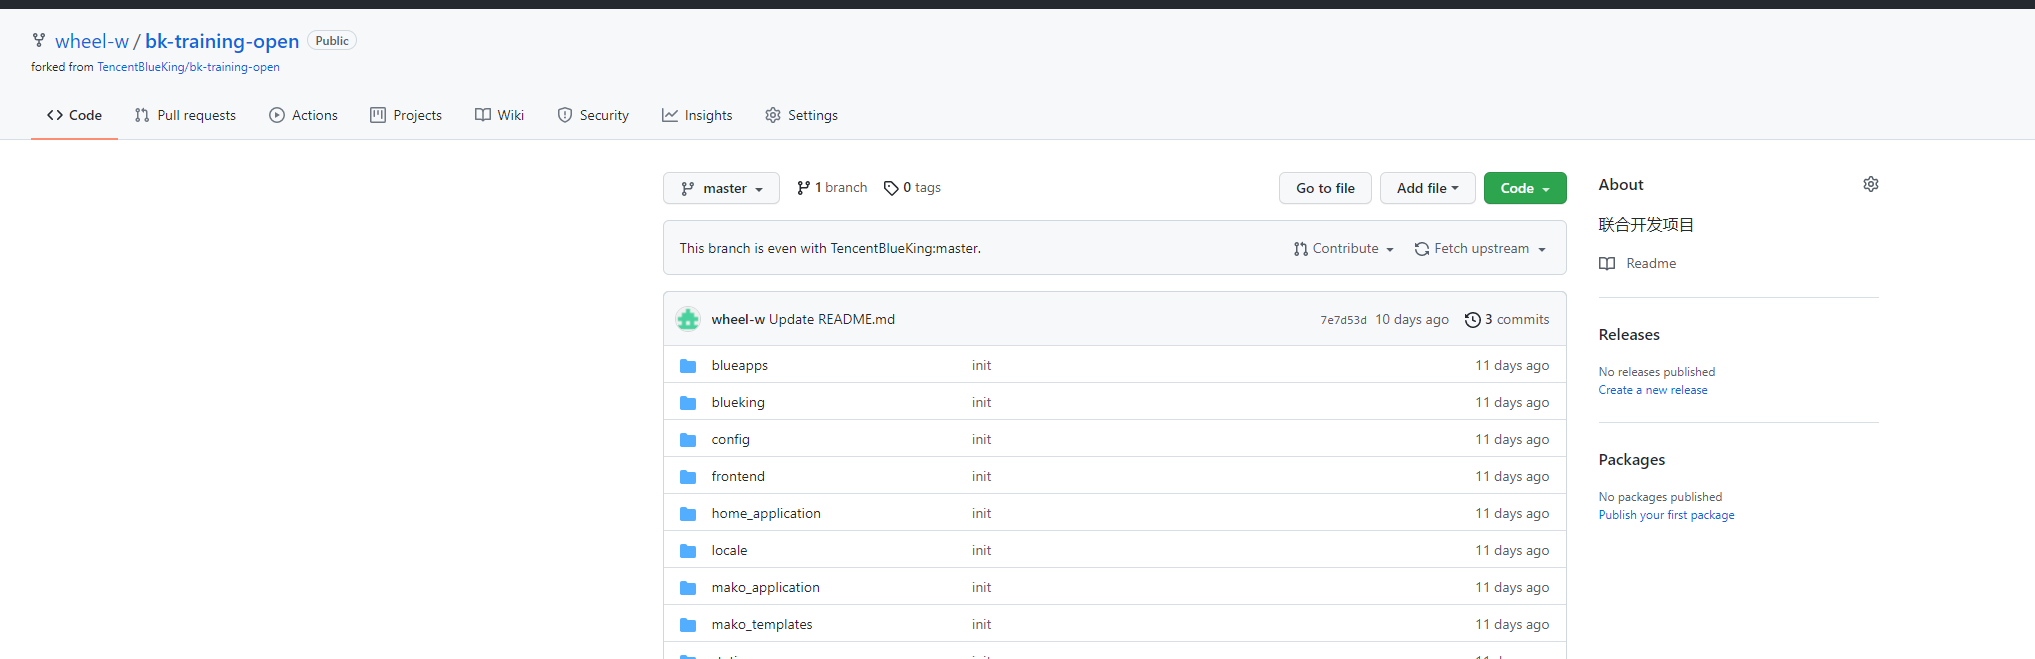 wheel-w / bk-training-open Public
forked from TencentBlueKing/bk-training-open
Code Pull requests Actions Projects Wiki Security Insights Settings
master 1 branch 0 tags Go to file Add file Code
This branch is even with TencentBlueKing:master. Contribute Fetch upstream
wheel-w Update README.md 7e7d53d 10 days ago 3 commits
blueapps init 11 days ago
blueking init 11 days ago
config init 11 days ago
frontend init 11 days ago
home_application init 11 days ago
locale init 11 days ago
mako_application init 11 days ago
mako_templates init 11 days ago
About
联合开发项目
Readme
Releases
No releases published
Create a new release
Packages
No packages published
Publish your first package